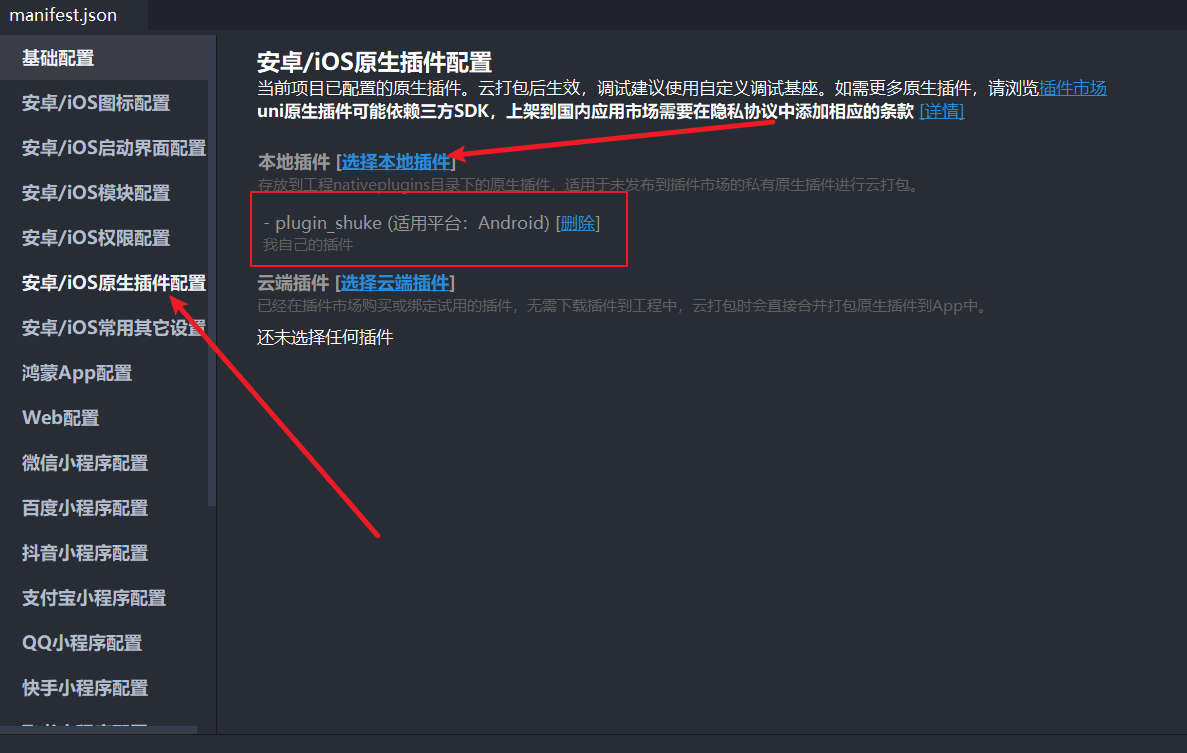 manifest.json
基础配置
安卓/iOS图标配置
安卓/iOS启动界面配置
安卓/iOS模块配置
安卓/iOS权限配置
安卓/iOS原生插件配置
安卓/iOS常用其它设置
鸿蒙App配置
Web配置
微信小程序配置
百度小程序配置
抖音小程序配置
支付宝小程序配置
QQ小程序配置
快手小程序配置
安卓/iOS原生插件配置
当前项目已配置的原生插件。云打包后生效，调试建议使用自定义调试基座。如需更多原生插件，请浏览插件市场
uni原生插件可能依赖三方SDK，上架到国内应用市场需要在隐私协议中添加相应的条款 [详情]
本地插件 [选择本地插件]
存放到工程nativeplugins目录下的原生插件，适用于未发布到插件市场的私有原生插件进行云打包。
- plugin_shuke (适用平台：Android) [删除]
我自己的插件
云端插件 [选择云端插件]
已经在插件市场购买或绑定试用的插件，无需下载插件到工程中，云打包时会直接合并打包原生插件到App中。
还未选择任何插件